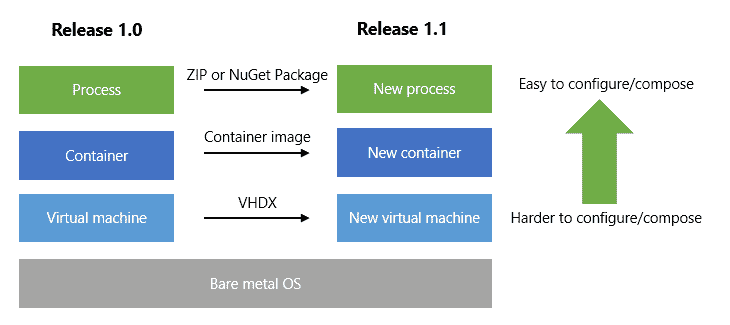 Release 1.0
Release 1.1
Process
ZIP or NuGet Package
New process
Easy to configure/compose
Container
Container image
New container
Virtual machine
VHDX
New virtual machine
Harder to configure/compose
Bare metal OS